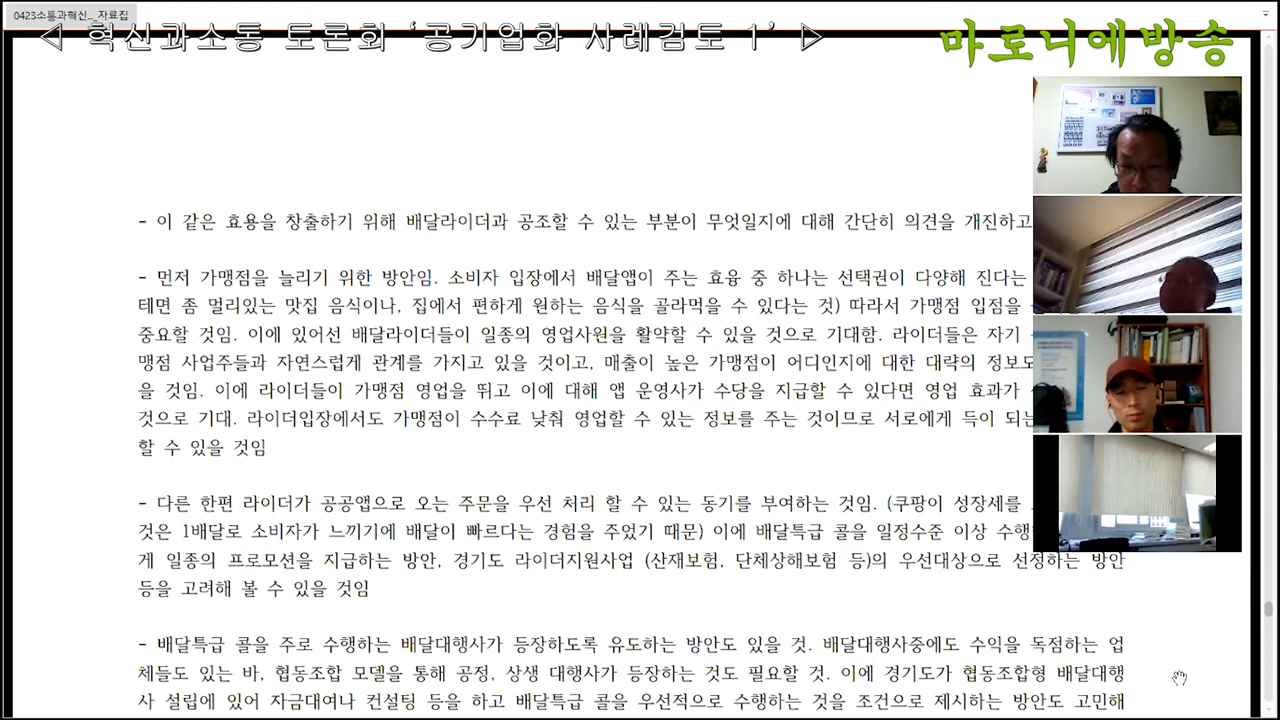 0423소통과혁신_ 자료집
◁ 혁신과소통 토론회 ‘공기업화 사례검토 1’ ▷
마로니에방송
- 이 같은 효용을 창출하기 위해 배달라이더과 공조할 수 있는 부분이 무엇일지에 대해 간단히 의견을 개진하고
- 먼저 가맹점을 늘리기 위한 방안임. 소비자 입장에서 배달앱이 주는 효융 중 하나는 선택권이 다양해 진다는
테면 좀 멀리있는 맛집 음식이나, 집에서 편하게 원하는 음식을 골라먹을 수 있다는 것) 따라서 가맹점 입점을
중요할 것임. 이에 있어선 배달라이더들이 일종의 영업사원을 활약할 수 있을 것으로 기대함. 라이더들은 자기
맹점 사업주들과 자연스런운 관계를 가지고 있을 것이고, 매출이 높은 가맹점이 어디인지에 대한 대략의 정보도
을 것임. 이에 라이더들이 가맹점 영업을 뛰고 이에 대해 앱 운영사가 수당을 지급할 수 있다면 영업 효과가
것으로 기대. 라이더입장에서도 가맹점이 수수료 낮춰 영업할 수 있는 정보를 주는 것이므로 서로에게 득이 되는
할 수 있을 것임
- 다른 한편 라이더가 공공앱으로 오는 주문을 우선 처리 할 수 있는 동기를 부여하는 것임. (쿠팡이 성장세를
것은 1배달로 소비자가 느끼기에 배달이 빠르다는 경험을 주었기 때문) 이에 배달특급 콜을 일정수준 이상 수행
게 일종의 프로모션을 지급하는 방안, 경기도 라이더지원사업 (산재보험, 단체상해보험 등)의 우선대상으로 선정하는 방안
등을 고려해 볼 수 있을 것임
- 배달특급 콜을 주로 수행하는 배달대행사가 등장하도록 유도하는 방안도 있을 것. 배달대행사중에도 수익을 독점하는 업
체들도 있는 바, 협동조합 모델을 통해 공정, 상생 대행사가 등장하는 것도 필요할 것. 이에 경기도가 협동조합형 배달대행
사 설립에 있어 자금대여나 컨설팅 등을 하고 배달특급 콜을 우선적으로 수행하는 것을 조건으로 제시하는 방안도 고민해